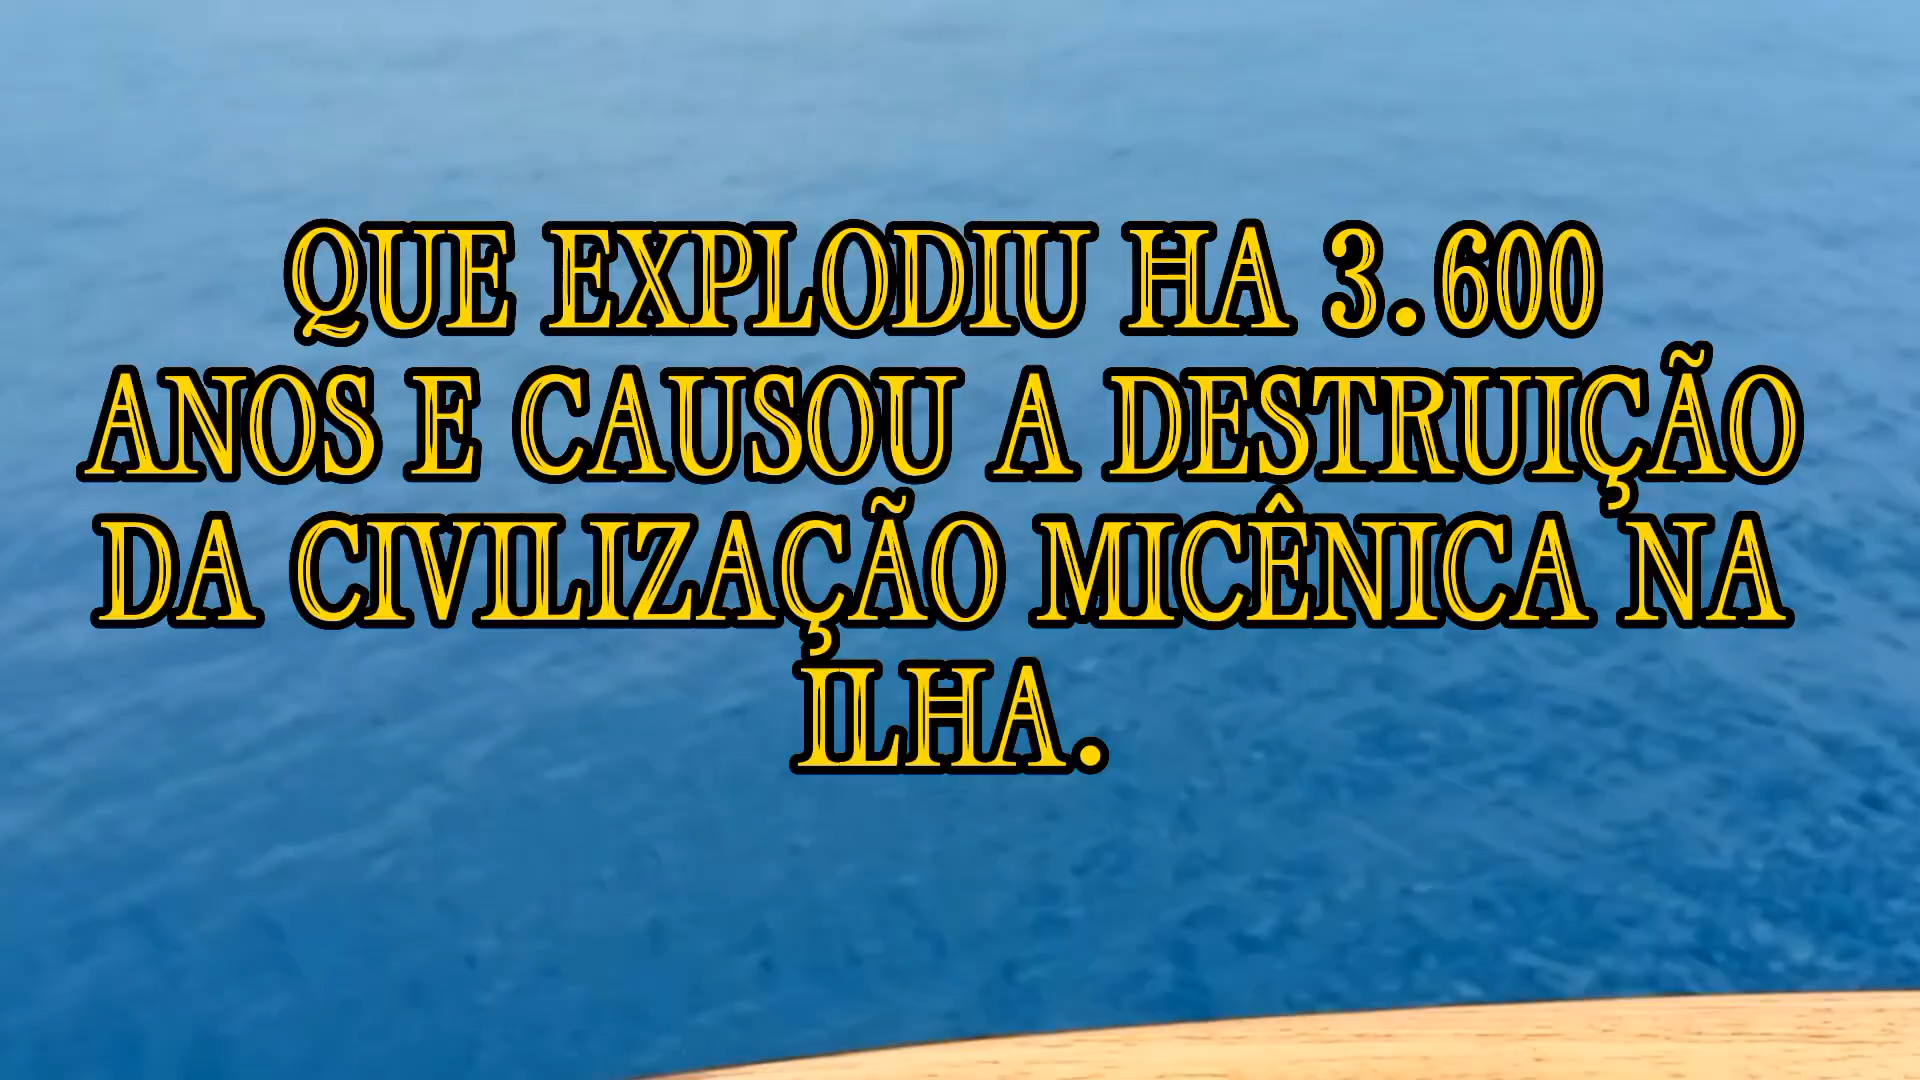 QUE EXPLODIU HA 3.600
ANOS E CAUSOU A DESTRUIÇÃO
DA CIVILIZAÇÃO MICÊNICA NA
ILHA.